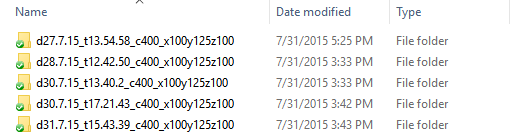 Name Date modified Type
d27.7.15_t13.54.58_c400_x100y125z100 7/31/2015 5:25 PM File folder
d28.7.15_t12.42.50_c400_x100y125z100 7/31/2015 3:33 PM File folder
d30.7.15_t13.40.2_c400_x100y125z100 7/31/2015 3:33 PM File folder
d30.7.15_t17.21.43_c400_x100y125z100 7/31/2015 3:42 PM File folder
d31.7.15_t15.43.39_c400_x100y125z100 7/31/2015 3:43 PM File folder